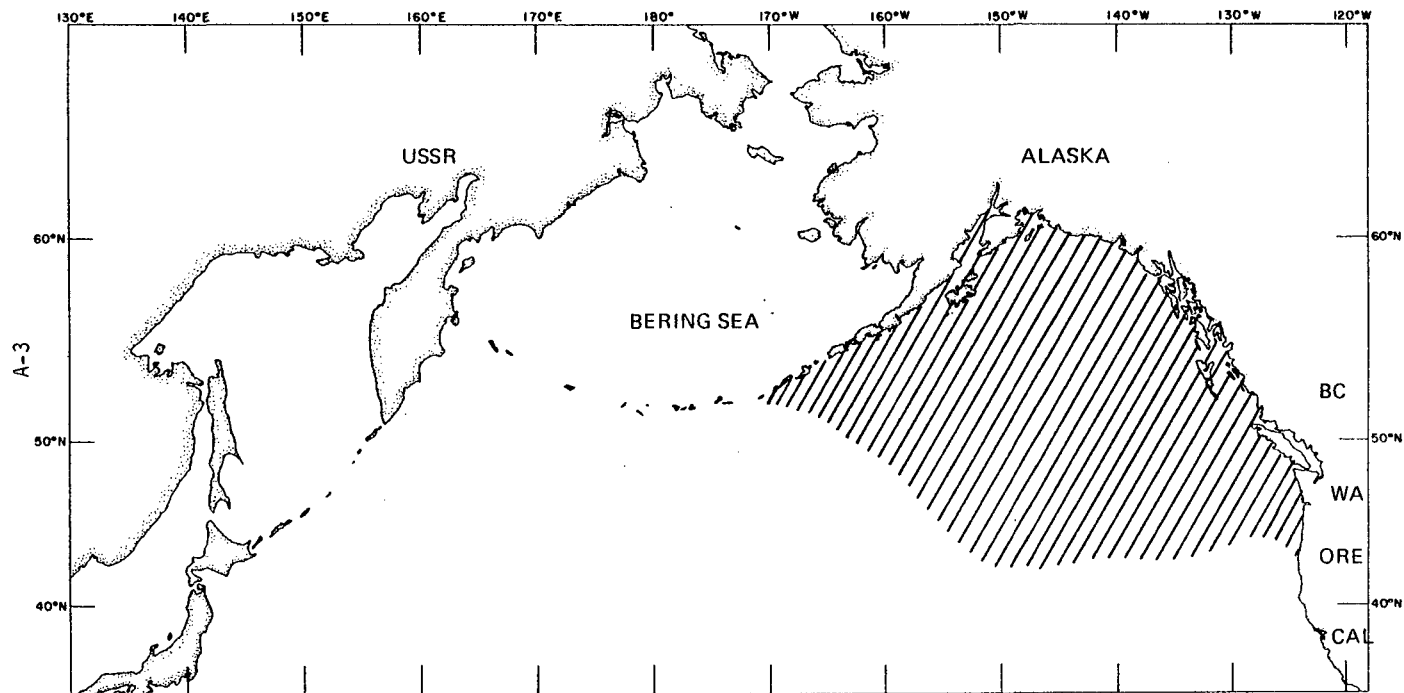 130°E 140°E 150°E 160°E 170°E 180° 170°W 160°W 150°W 140°W 130°W 120°W
USSR ALASKA
60°N 60°N
BERING SEA
A-3
BC
50°N 50°N
WA
ORE
40°N 40°N
CAL